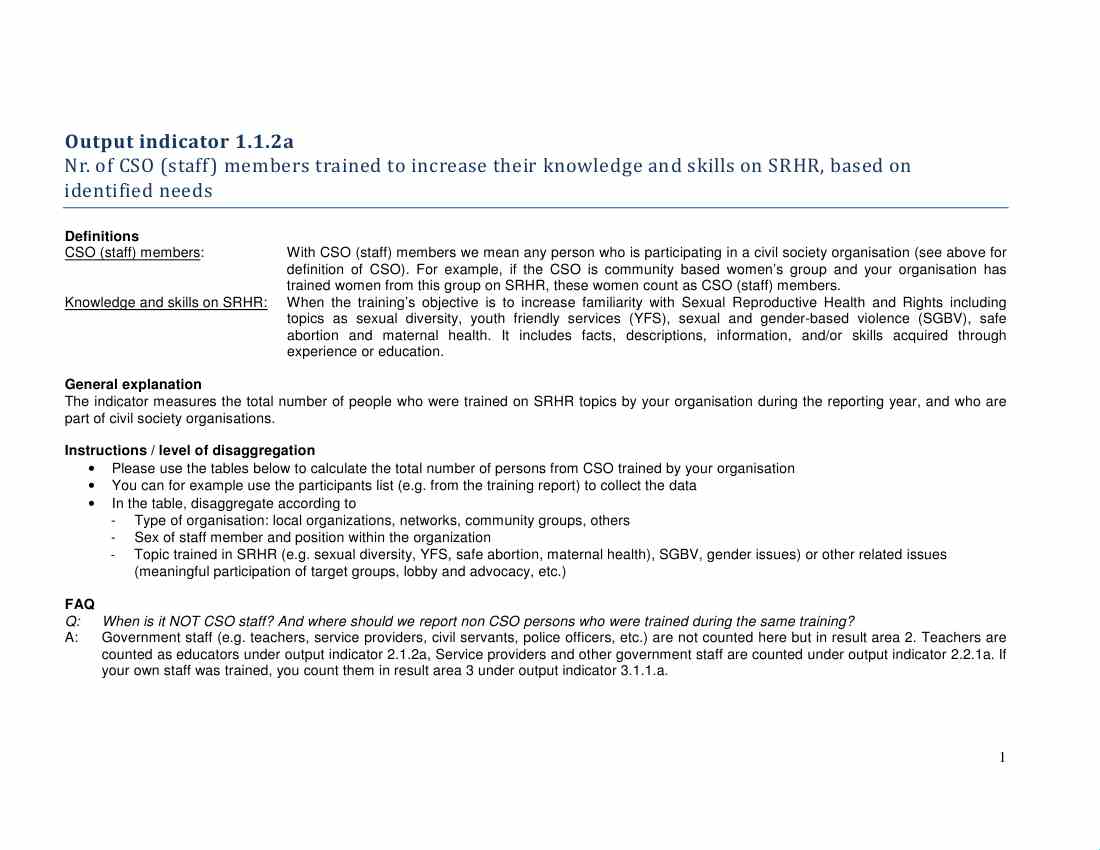 Output indicator 1.1.2a
Nr. of CSO (staff) members trained to increase their knowledge and skills on SRHR, based on
identified needs
Definitions
CSO (staff) members: With CSO (staff) members we mean any person who is participating in a civil society organisation (see above for
definition of CSO). For example, if the CSO is community based women's group and your organisation has
trained women from this group on SRHR, these women count as CSO (staff) members.
Knowledge and skills on SRHR: When the training's objective is to increase familiarity with Sexual Reproductive Health and Rights including
topics as sexual diversity, youth friendly services (YFS), sexual and gender-based violence (SGBV), safe
abortion and maternal health. It includes facts, descriptions, information, and/or skills acquired through
experience or education.
General explanation
The indicator measures the total number of people who were trained on SRHR topics by your organisation during the reporting year, and who are
part of civil society organisations.
Instructions / level of disaggregation
• Please use the tables below to calculate the total number of persons from CSO trained by your organisation
• You can for example use the participants list (e.g. from the training report) to collect the data
• In the table, disaggregate according to
- Type of organisation: local organizations, networks, community groups, others
- Sex of staff member and position within the organization
- Topic trained in SRHR (e.g. sexual diversity, YFS, safe abortion, maternal health), SGBV, gender issues) or other related issues
(meaningful participation of target groups, lobby and advocacy, etc.)
FAQ
Q: When is it NOT CSO staff? And where should we report non CSO persons who were trained during the same training?
A: Government staff (e.g. teachers, service providers, civil servants, police officers, etc.) are not counted here but in result area 2. Teachers are
counted as educators under output indicator 2.1.2a, Service providers and other government staff are counted under output indicator 2.2.1a. If
your own staff was trained, you count them in result area 3 under output indicator 3.1.1.a.
1